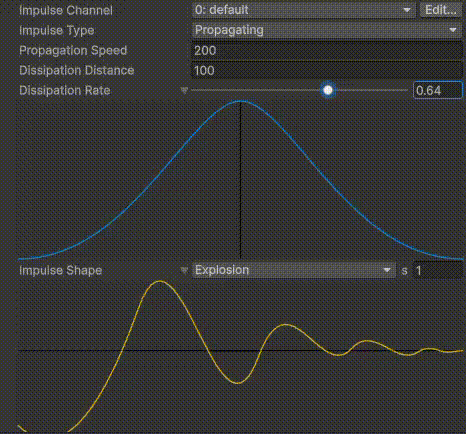 Impulse Channel 0: default Edit...
Impulse Type Propagating
Propagation Speed 200
Dissipation Distance 100
Dissipation Rate 0.64
Impulse Shape Explosion s 1